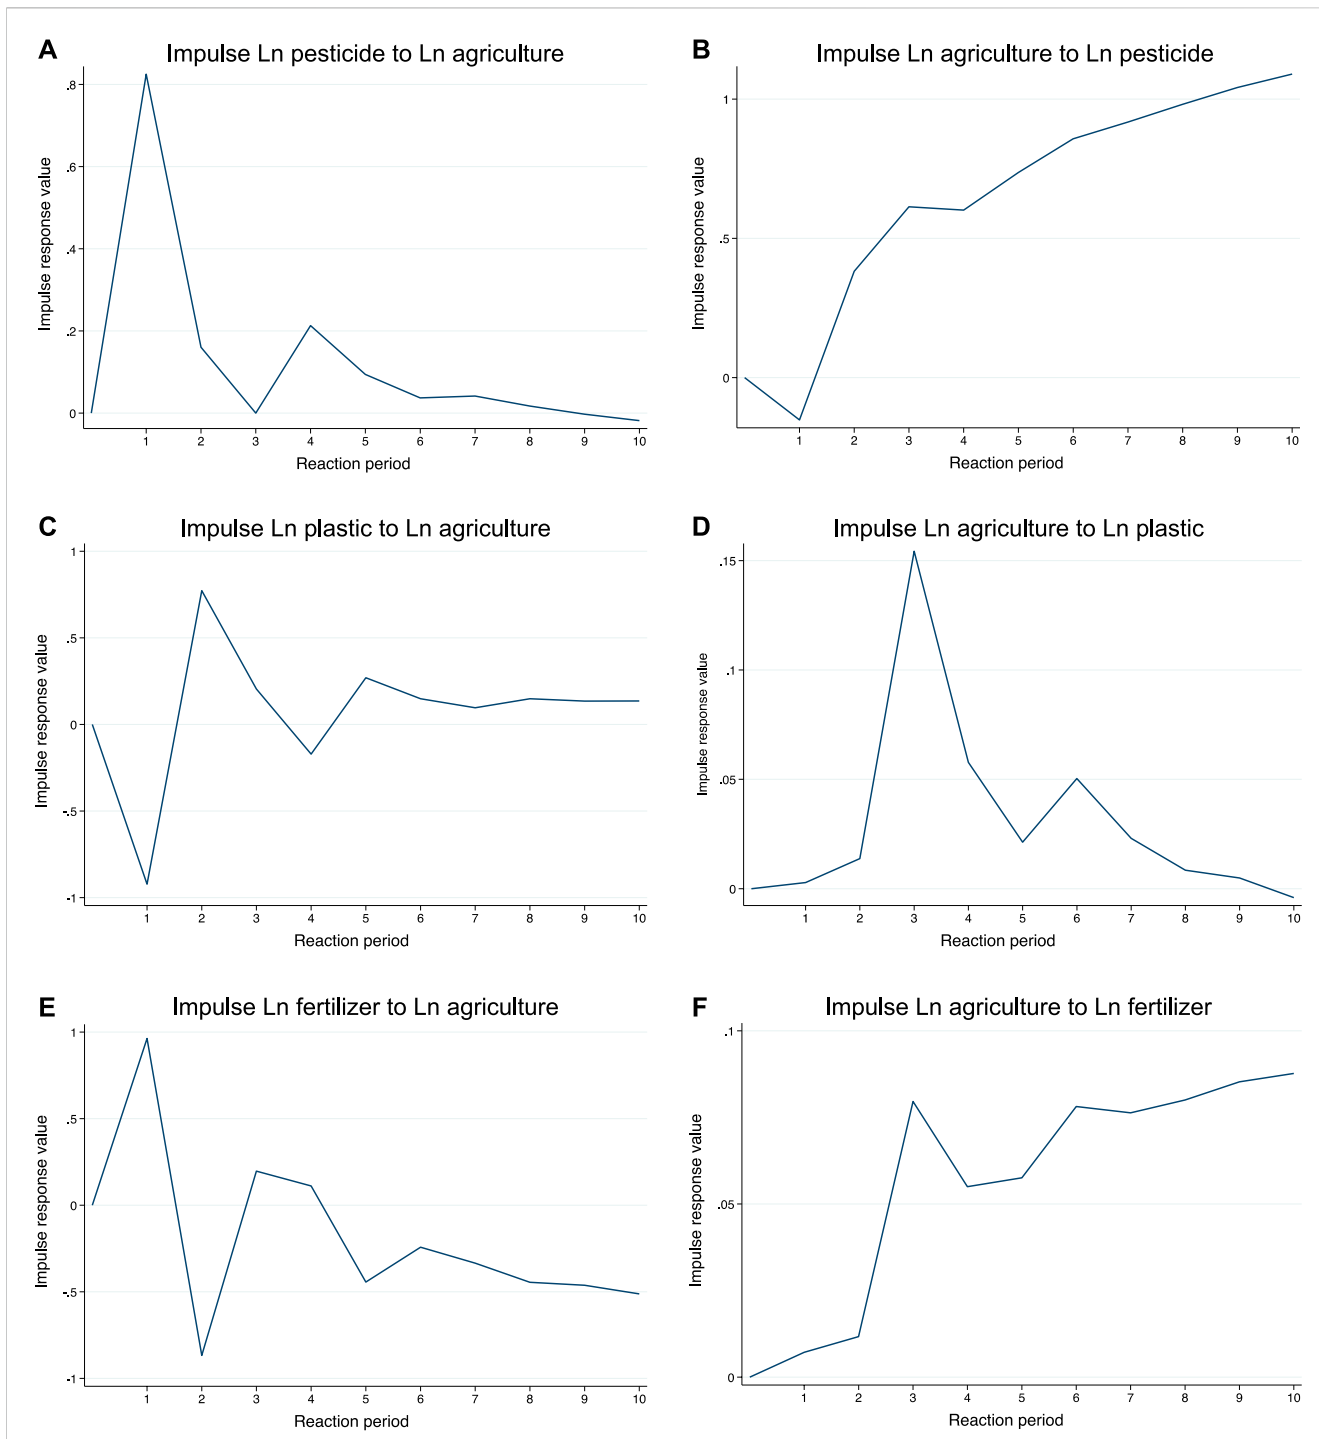 A
Impulse Ln pesticide to Ln agriculture
Impulse response value
.8
.6
.4
.2
0
1 2 3 4 5 6 7 8 9 10
Reaction period
B
Impulse Ln agriculture to Ln pesticide
Impulse response value
1
.5
0
1 2 3 4 5 6 7 8 9 10
Reaction period
C
Impulse Ln plastic to Ln agriculture
Impulse response value
1
.5
0
-.5
-1
1 2 3 4 5 6 7 8 9 10
Reaction period
D
Impulse Ln agriculture to Ln plastic
Impulse response value
.15
.1
.05
0
1 2 3 4 5 6 7 8 9 10
Reaction period
E
Impulse Ln fertilizer to Ln agriculture
Impulse response value
1
.5
0
-.5
-1
1 2 3 4 5 6 7 8 9 10
Reaction period
F
Impulse Ln agriculture to Ln fertilizer
Impulse response value
.1
.05
0
1 2 3 4 5 6 7 8 9 10
Reaction period